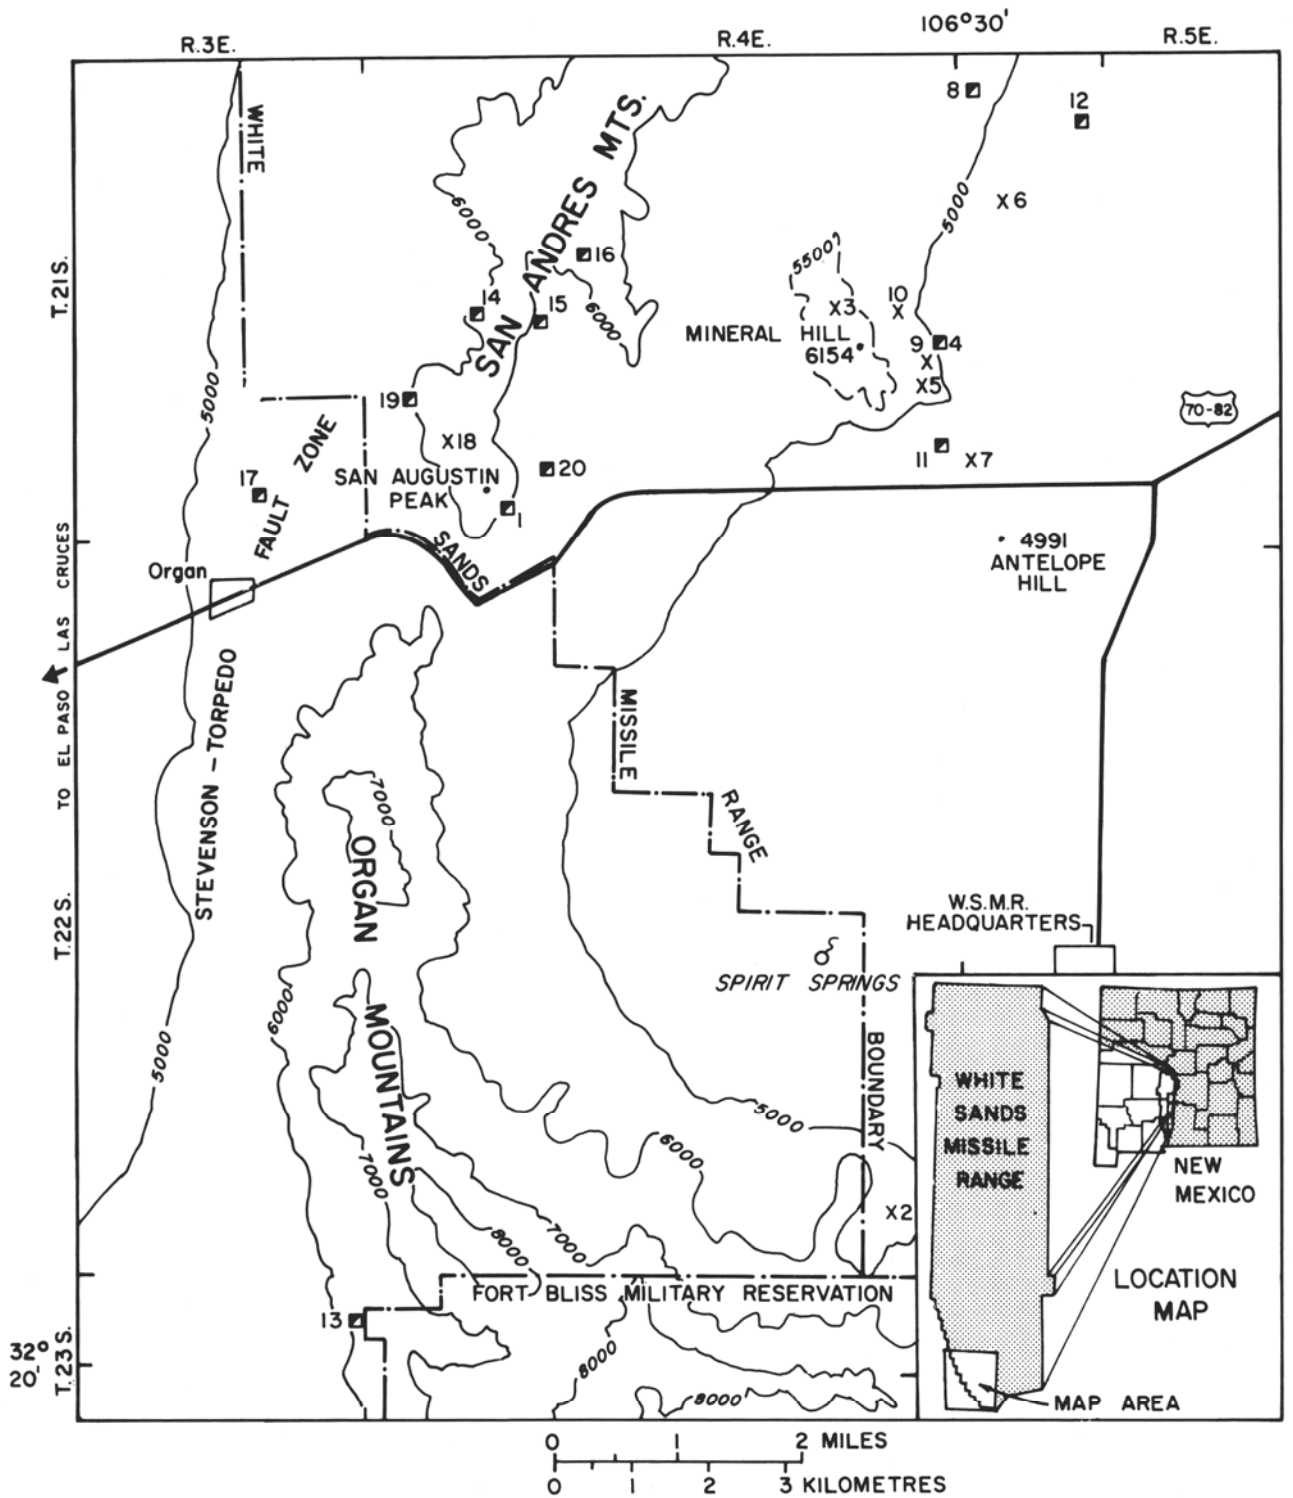 106°30'
R.3E.
R.4E.
R.5E.
8
12
WHITE
SAN ANDRES MTS.
6000
5000
X6
T.21S.
16
5500
14
15
X3
10
X
6000
MINERAL HILL
6154
9
4
X
X5
5000
19
70-82
ZONE
X18
11
X7
17
SAN AUGUSTIN
PEAK
20
1
FAULT
SANDS
4991
ANTELOPE
HILL
Organ
TO EL PASO LAS CRUCES
STEVENSON – TORPEDO
MISSILE
7000
RANGE
ORGAN
T.22S.
W.S.M.R.
HEADQUARTERS
SPIRIT SPRINGS
6000
MOUNTAINS
5000
BOUNDARY
WHITE
SANDS
MISSILE
RANGE
5000
6000
7000
NEW
MEXICO
X2
7000
8000
LOCATION
MAP
FORT BLISS MILITARY RESERVATION
13
32°
20'
T.23S.
8000
8000
MAP AREA
0 1 2 MILES
0 1 2 3 KILOMETRES